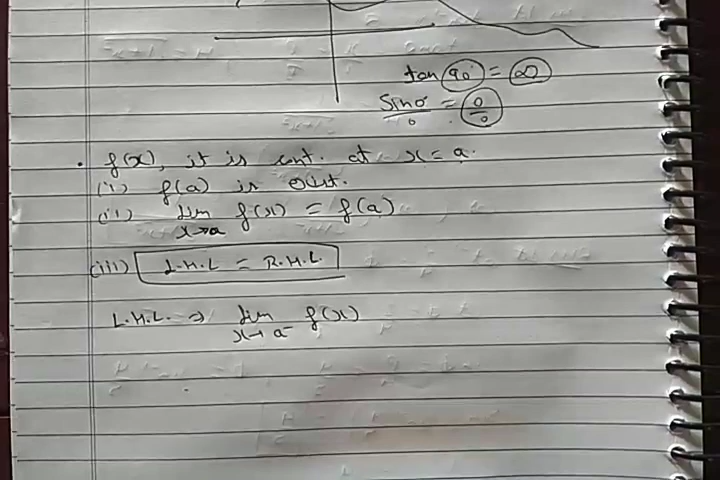 tan 90° = ∞
sin 0°/0 = 0/0
• f(x), it is cont. at x = a.
(i) f(a) is exist.
(ii) lim x→a f(x) = f(a)
(iii) L.H.L = R.H.L.
L.H.L. ⇒ lim x→a⁻ f(x)